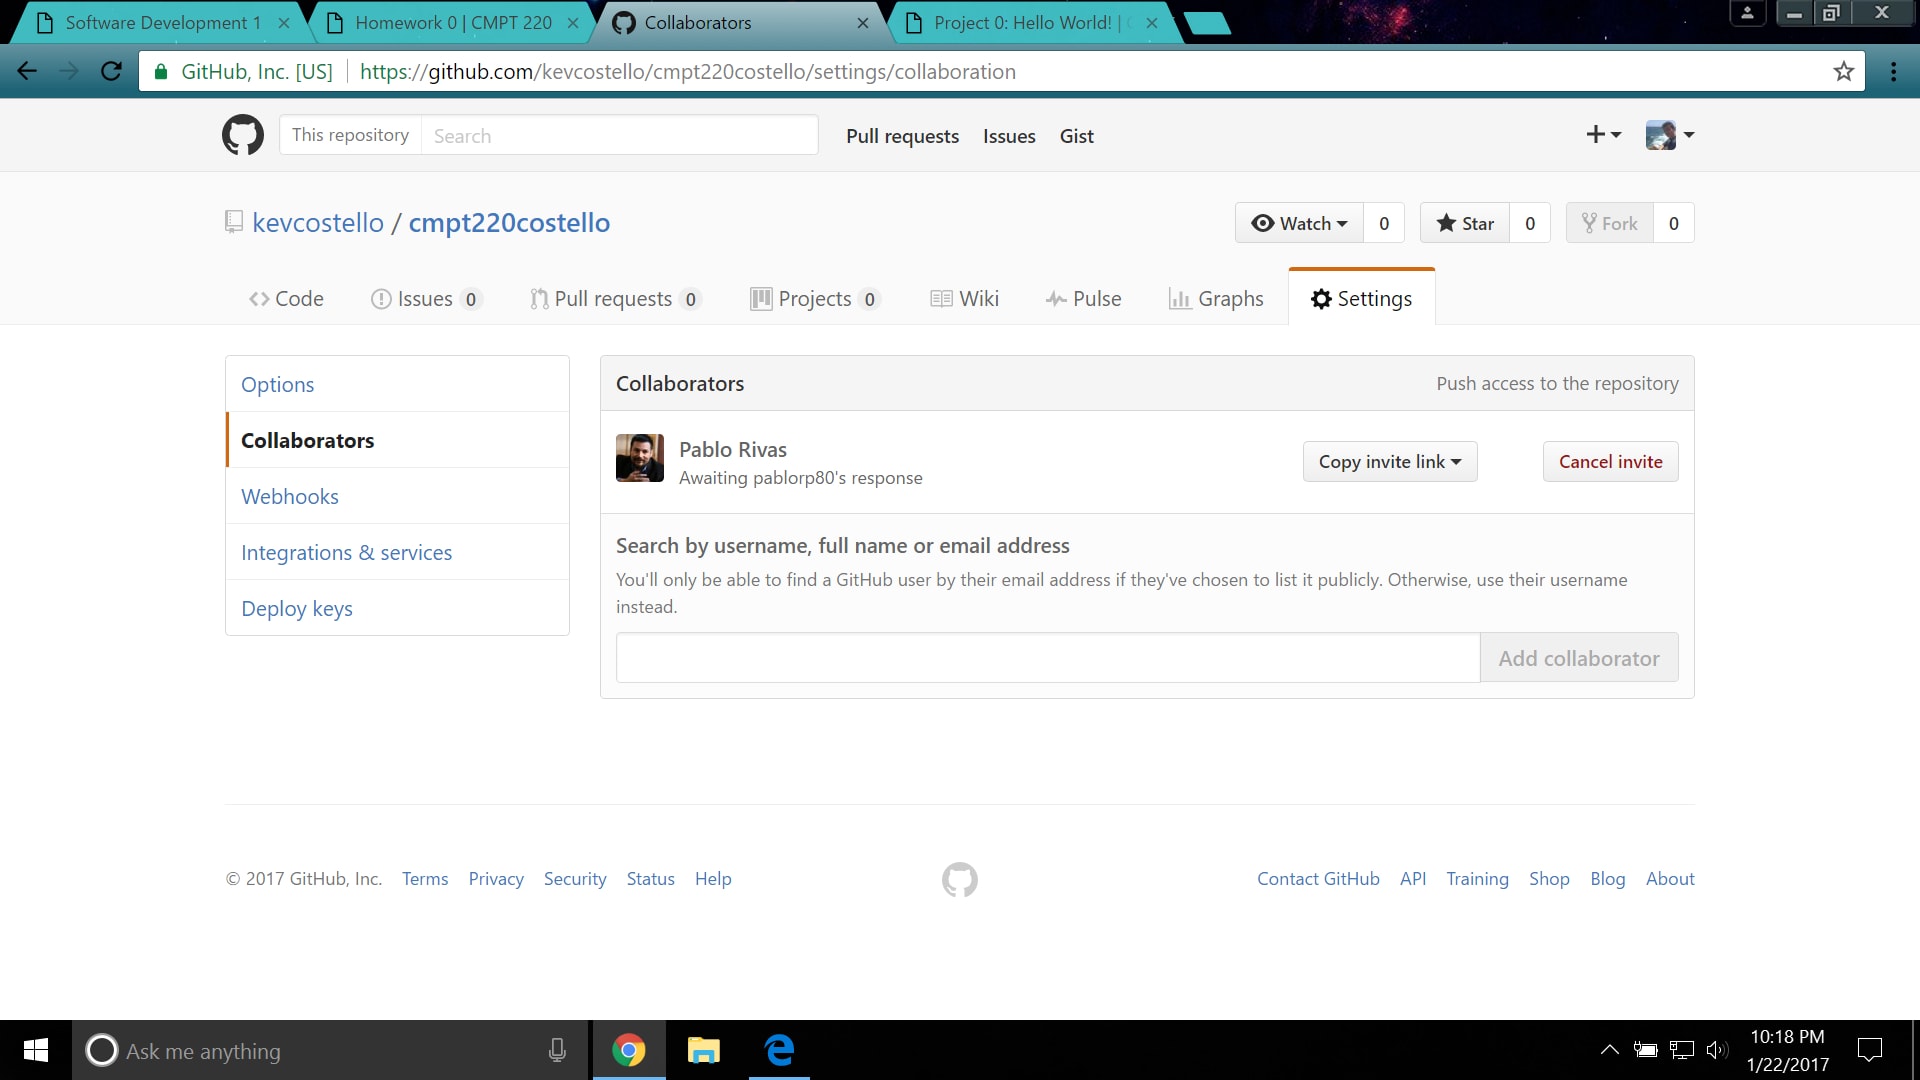 Software Development 1
Homework 0 | CMPT 220
Collaborators
Project 0: Hello World! |
GitHub, Inc. [US]
https://github.com/kevcostello/cmpt220costello/settings/collaboration
This repository
Search
Pull requests
Issues
Gist
kevcostello / cmpt220costello
Watch
0
Star
0
Fork
0
Code
Issues 0
Pull requests 0
Projects 0
Wiki
Pulse
Graphs
Settings
Options
Collaborators
Webhooks
Integrations & services
Deploy keys
Collaborators
Push access to the repository
Pablo Rivas
Awaiting pablorp80's response
Copy invite link
Cancel invite
Search by username, full name or email address
You'll only be able to find a GitHub user by their email address if they've chosen to list it publicly. Otherwise, use their username
instead.
Add collaborator
© 2017 GitHub, Inc.
Terms
Privacy
Security
Status
Help
Contact GitHub
API
Training
Shop
Blog
About
Ask me anything
10:18 PM
1/22/2017